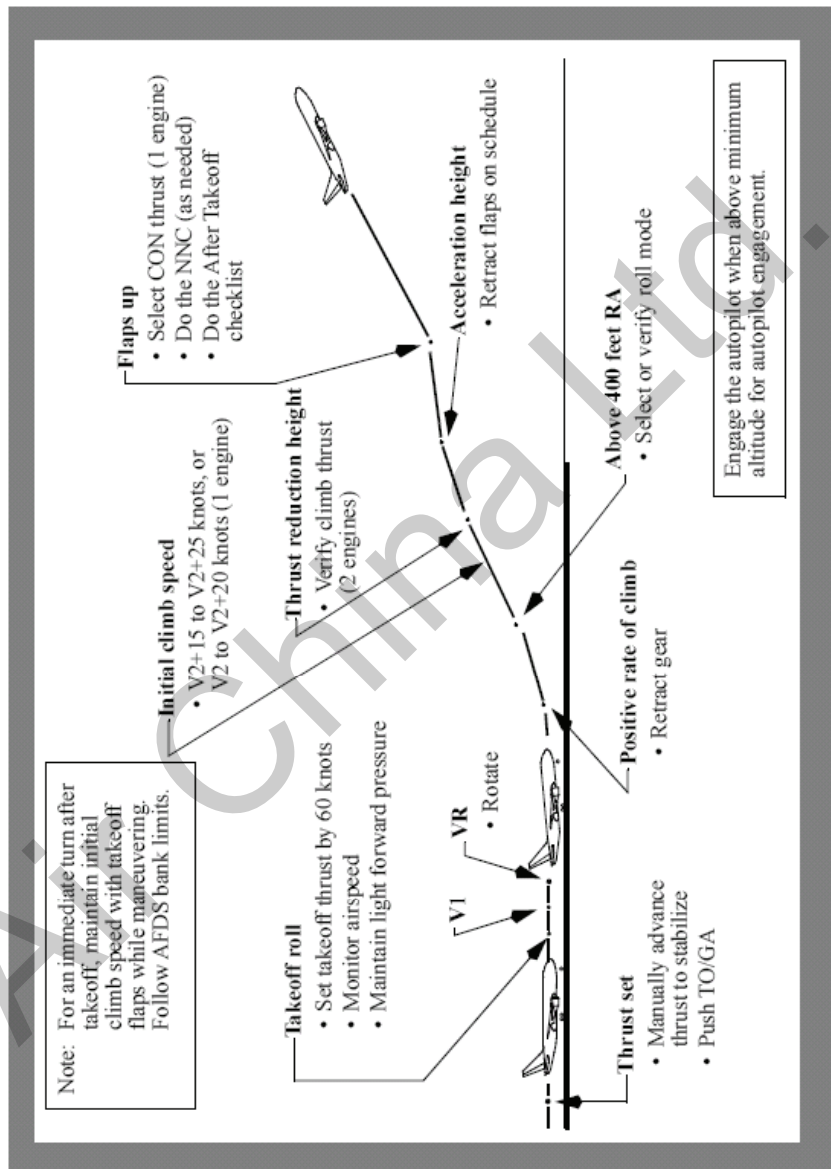 Note: For an immediate turn after
takeoff, maintain initial
climb speed with takeoff
flaps while maneuvering.
Follow AFDS bank limits.
Initial climb speed
• V2+15 to V2+25 knots, or
V2 to V2+20 knots (1 engine)
Flaps up
• Select CON thrust (1 engine)
• Do the NNC (as needed)
• Do the After Takeoff
checklist
Takeoff roll
• Set takeoff thrust by 60 knots
• Monitor airspeed
• Maintain light forward pressure
Thrust reduction height
• Verify climb thrust
(2 engines)
V1
VR
• Rotate
Acceleration height
• Retract flaps on schedule
Thrust set
• Manually advance
thrust to stabilize
• Push TO/GA
Positive rate of climb
• Retract gear
Above 400 feet RA
• Select or verify roll mode
Engage the autopilot when above minimum
altitude for autopilot engagement.
Air China Ltd.